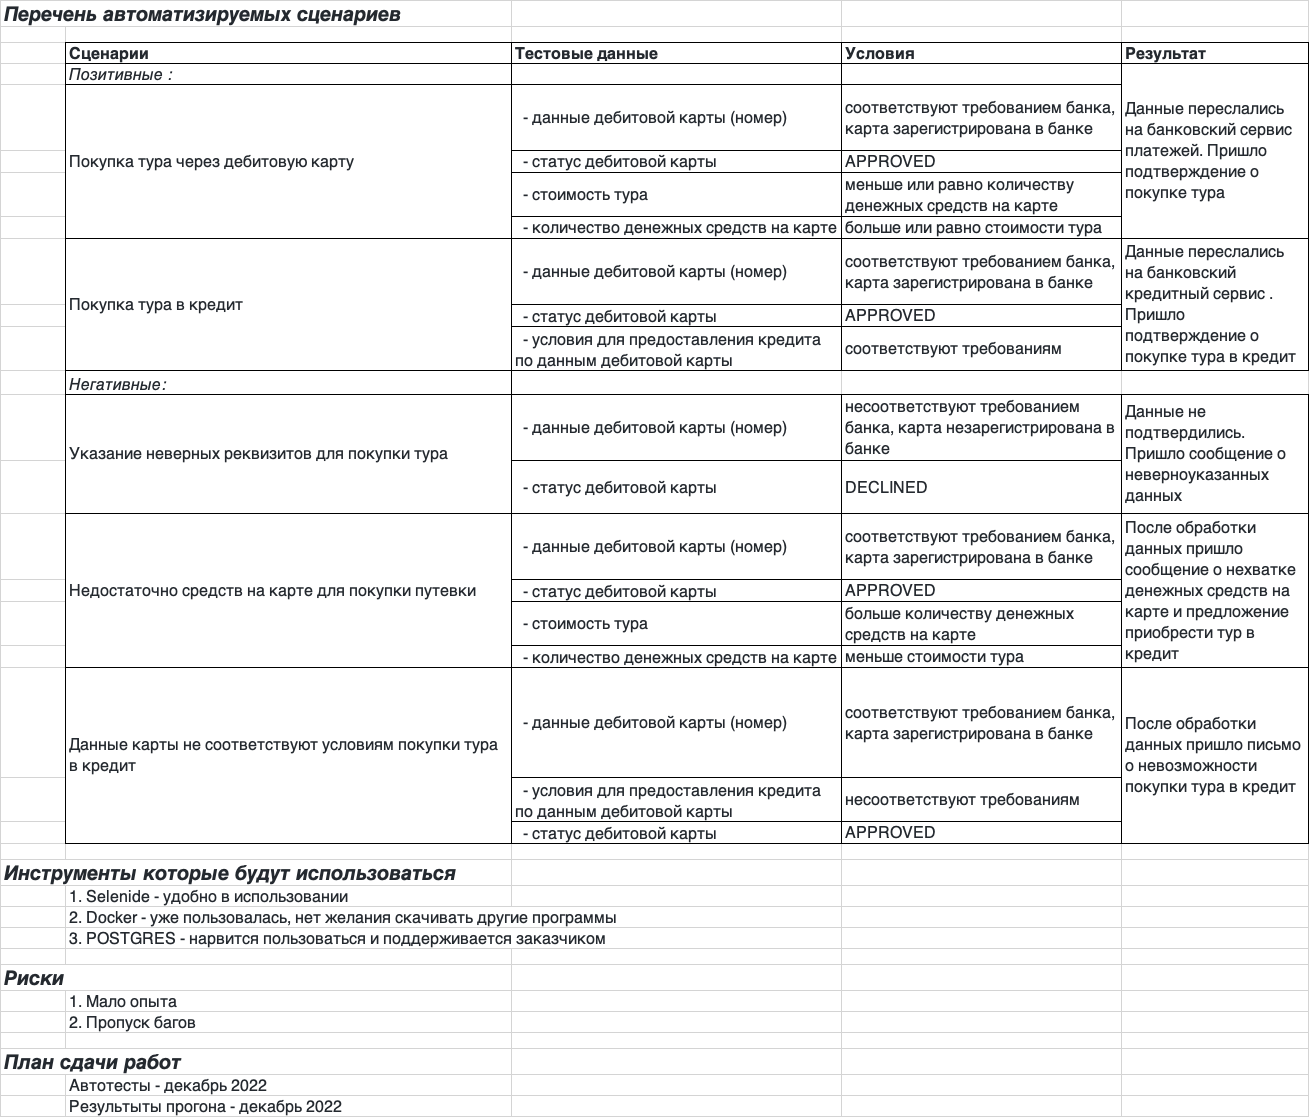 Перечень автоматизируемых сценариев
Сценарии
Тестовые данные
Условия
Результат
Позитивные :
Покупка тура через дебитовую карту
- данные дебитовой карты (номер)
соответствуют требованием банка,
карта зарегистрирована в банке
- статус дебитовой карты
APPROVED
- стоимость тура
меньше или равно количеству
денежных средств на карте
- количество денежных средств на карте
больше или равно стоимости тура
Данные переслались
на банковский сервис
платежей. Пришло
подтверждение о
покупке тура
Покупка тура в кредит
- данные дебитовой карты (номер)
соответствуют требованием банка,
карта зарегистрирована в банке
- статус дебитовой карты
APPROVED
- условия для предоставления кредита
по данным дебитовой карты
соответствуют требованиям
Данные переслались
на банковский
кредитный сервис .
Пришло
подтверждение о
покупке тура в кредит
Негативные:
Указание неверных реквизитов для покупки тура
- данные дебитовой карты (номер)
несоответствуют требованием
банка, карта незарегистрирована в
банке
- статус дебитовой карты
DECLINED
Данные не
подтвердились.
Пришло сообщение о
неверноуказанных
данных
Недостаточно средств на карте для покупки путевки
- данные дебитовой карты (номер)
соответствуют требованием банка,
карта зарегистрирована в банке
- статус дебитовой карты
APPROVED
- стоимость тура
больше количеству денежных
средств на карте
- количество денежных средств на карте
меньше стоимости тура
После обработки
данных пришло
сообщение о нехватке
денежных средств на
карте и предложение
приобрести тур в
кредит
Данные карты не соответствуют условиям покупки тура
в кредит
- данные дебитовой карты (номер)
соответствуют требованием банка,
карта зарегистрирована в банке
- условия для предоставления кредита
по данным дебитовой карты
несоответствуют требованиям
- статус дебитовой карты
APPROVED
После обработки
данных пришло письмо
о невозможности
покупки тура в кредит
Инструменты которые будут использоваться
1. Selenide - удобно в использовании
2. Docker - уже пользовалась, нет желания скачивать другие программы
3. POSTGRES - нарвится пользоваться и поддерживается заказчиком
Риски
1. Мало опыта
2. Пропуск багов
План сдачи работ
Автотесты - декабрь 2022
Результыты прогона - декабрь 2022